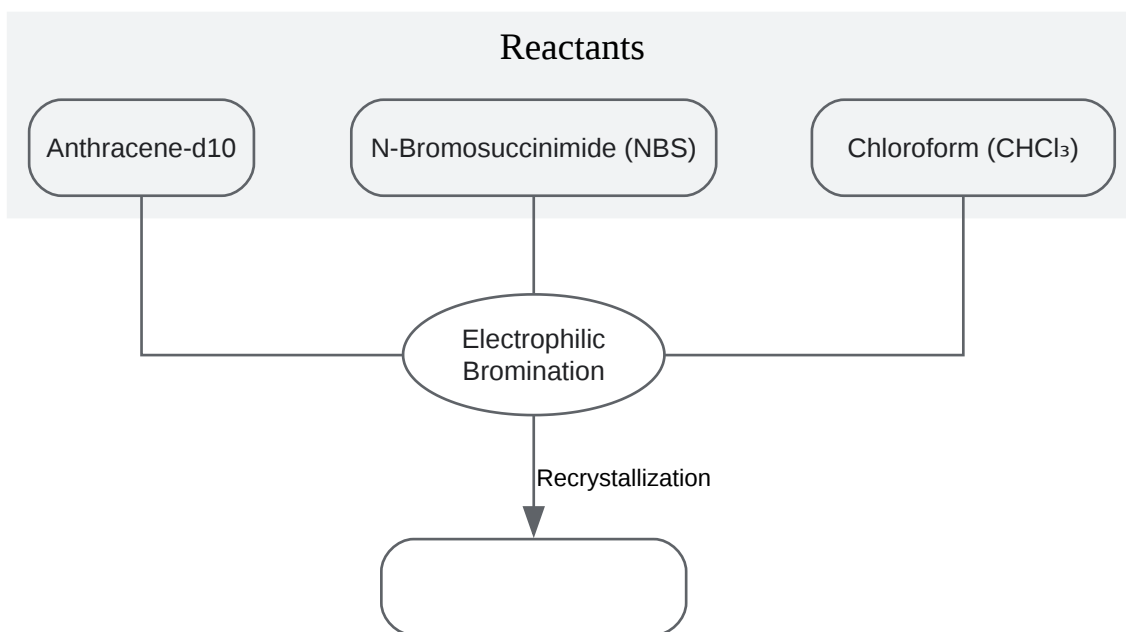 Reactants
Anthracene-d10
N-Bromosuccinimide (NBS)
Chloroform (CHCl₃)
Electrophilic
Bromination
Recrystallization